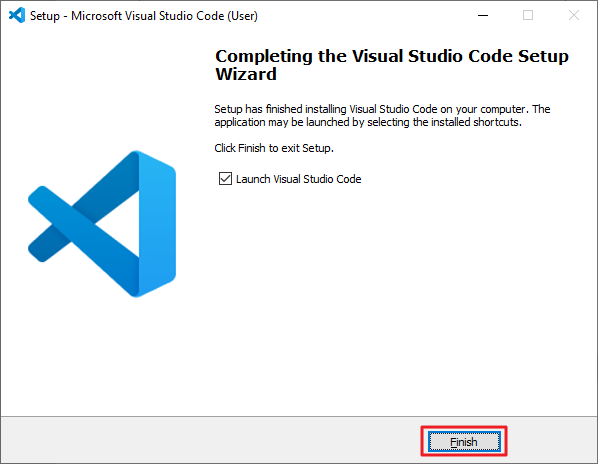 Setup - Microsoft Visual Studio Code (User)
Completing the Visual Studio Code Setup
Wizard
Setup has finished installing Visual Studio Code on your computer. The
application may be launched by selecting the installed shortcuts.
Click Finish to exit Setup.
Launch Visual Studio Code
Finish